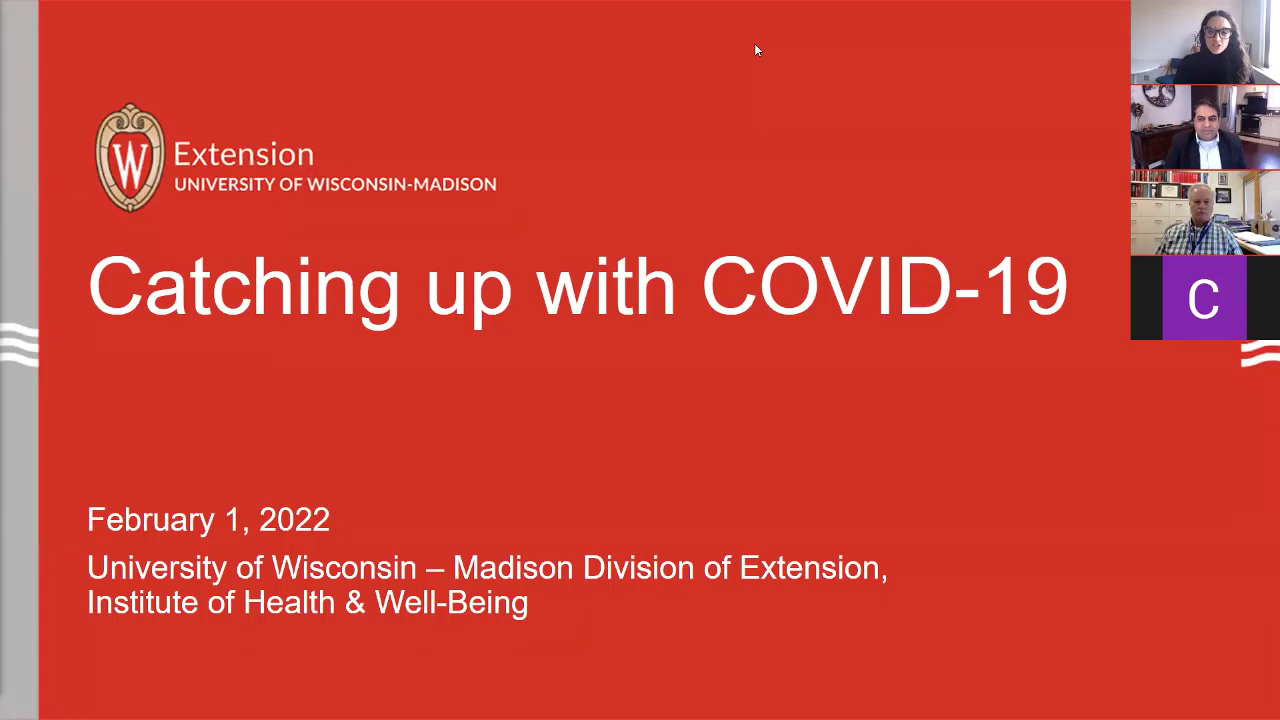 W
Extension
UNIVERSITY OF WISCONSIN-MADISON
Catching up with COVID-19
February 1, 2022
University of Wisconsin – Madison Division of Extension,
Institute of Health & Well-Being
C